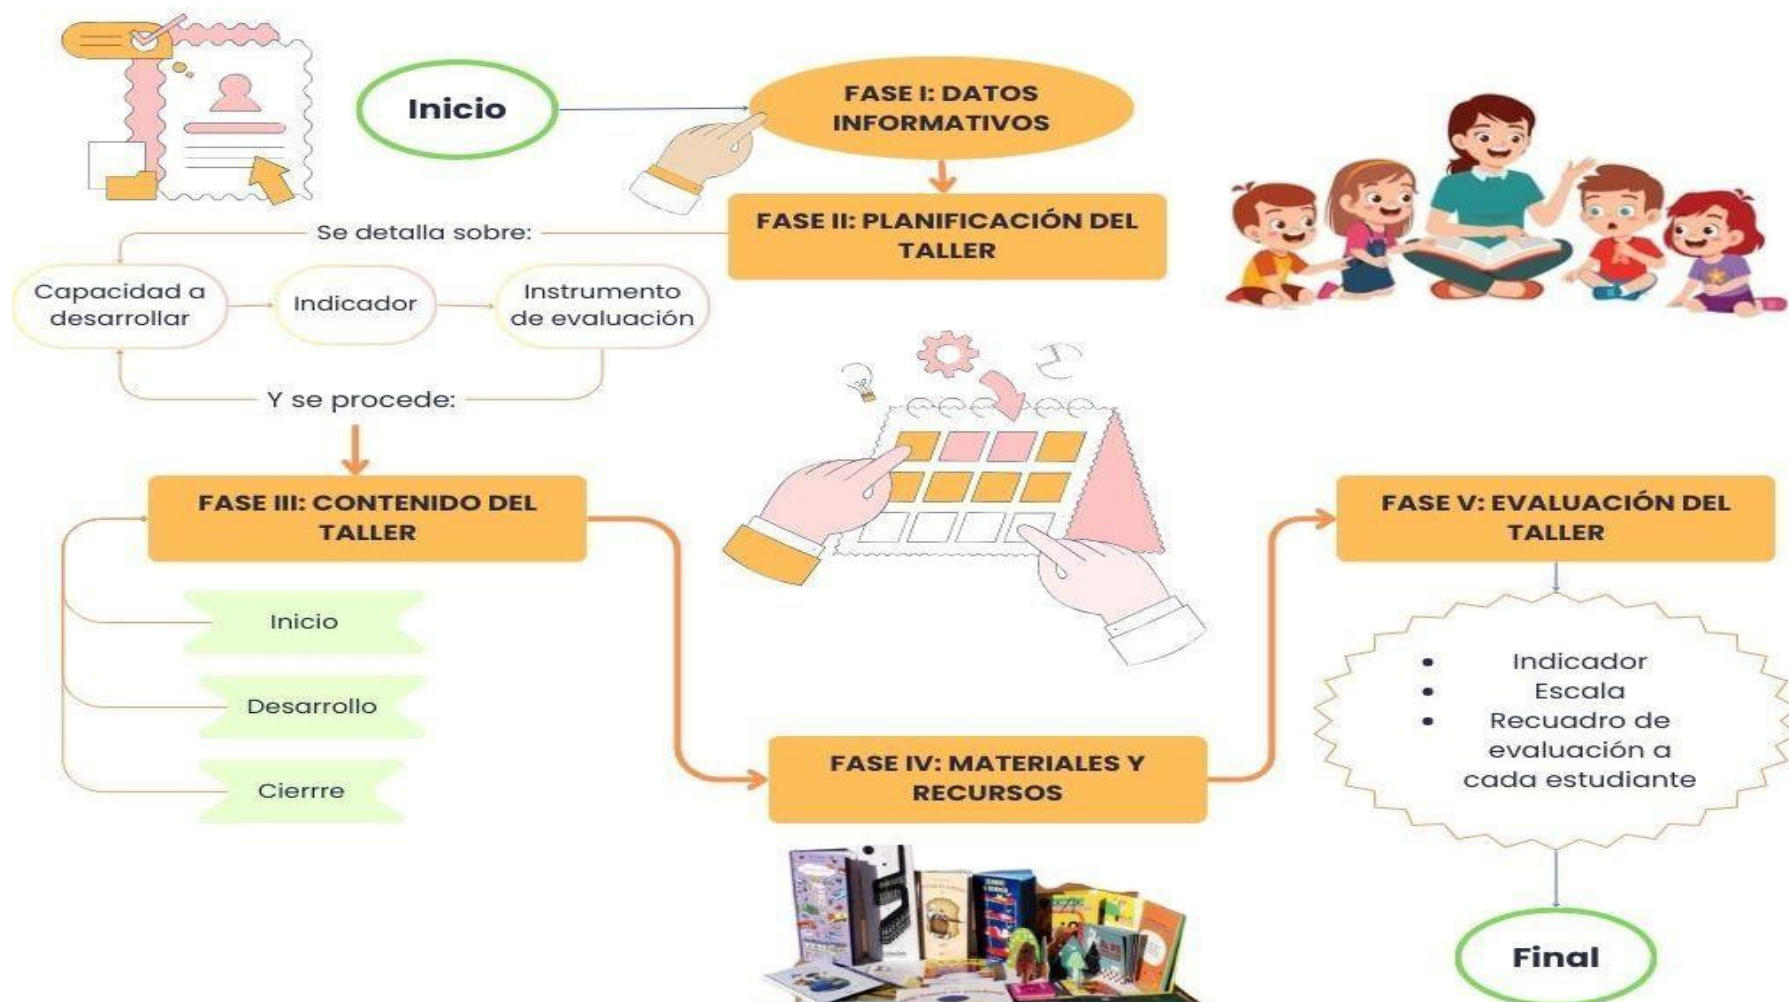 Inicio
FASE I: DATOS
INFORMATIVOS
FASE II: PLANIFICACIÓN DEL
TALLER
Se detalla sobre:
Capacidad a
desarrollar
Indicador
Instrumento
de evaluación
Y se procede:
FASE III: CONTENIDO DEL
TALLER
Inicio
Desarrollo
Cierrre
FASE IV: MATERIALES Y
RECURSOS
FASE V: EVALUACIÓN DEL
TALLER
• Indicador
• Escala
• Recuadro de
evaluación a
cada estudiante
Final